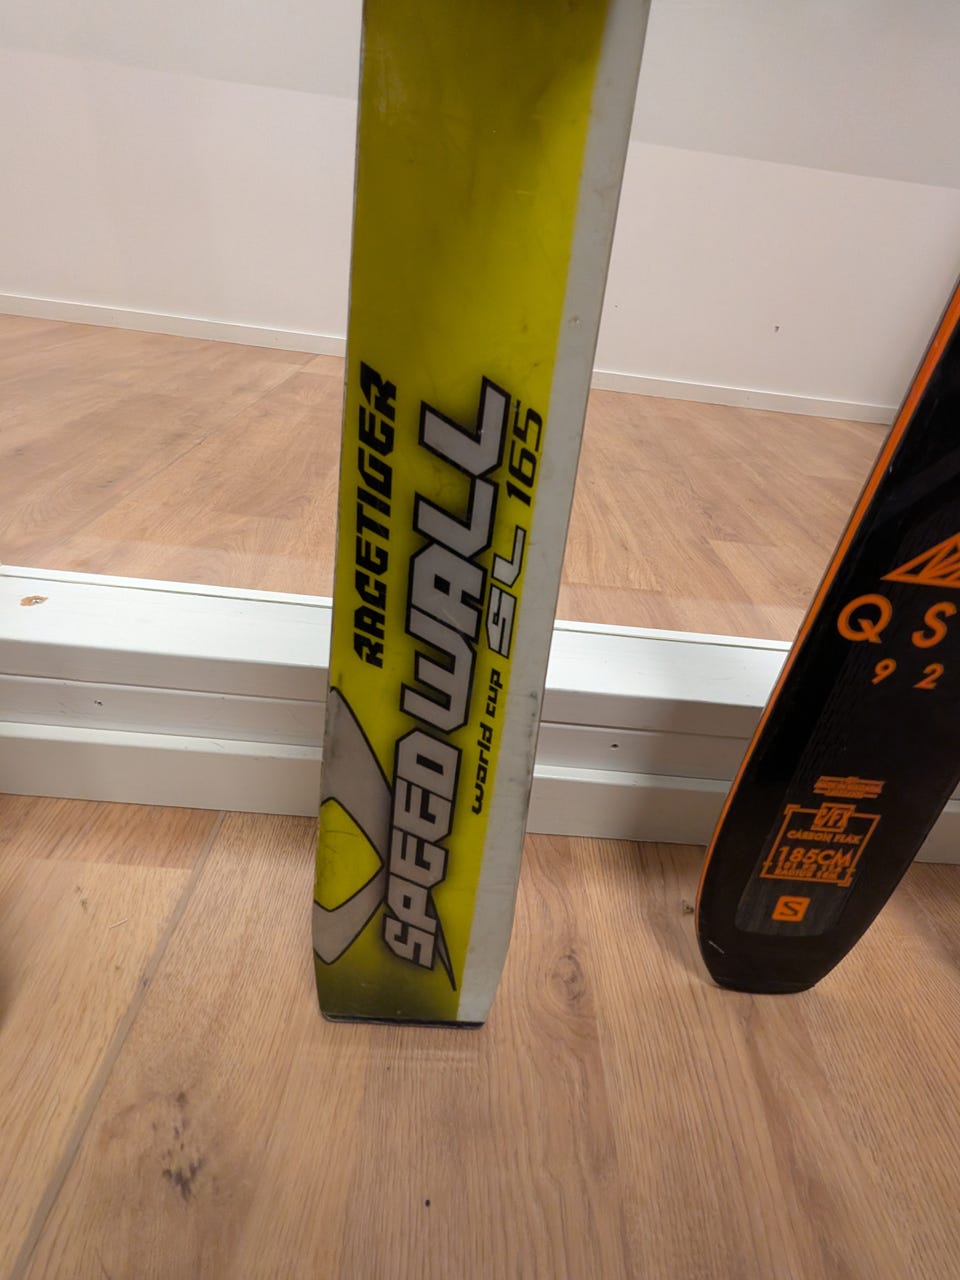 RACETIGER
SPEEDWALL
world cup SL 165
QS
92
CARBON FLAX
185CM
S